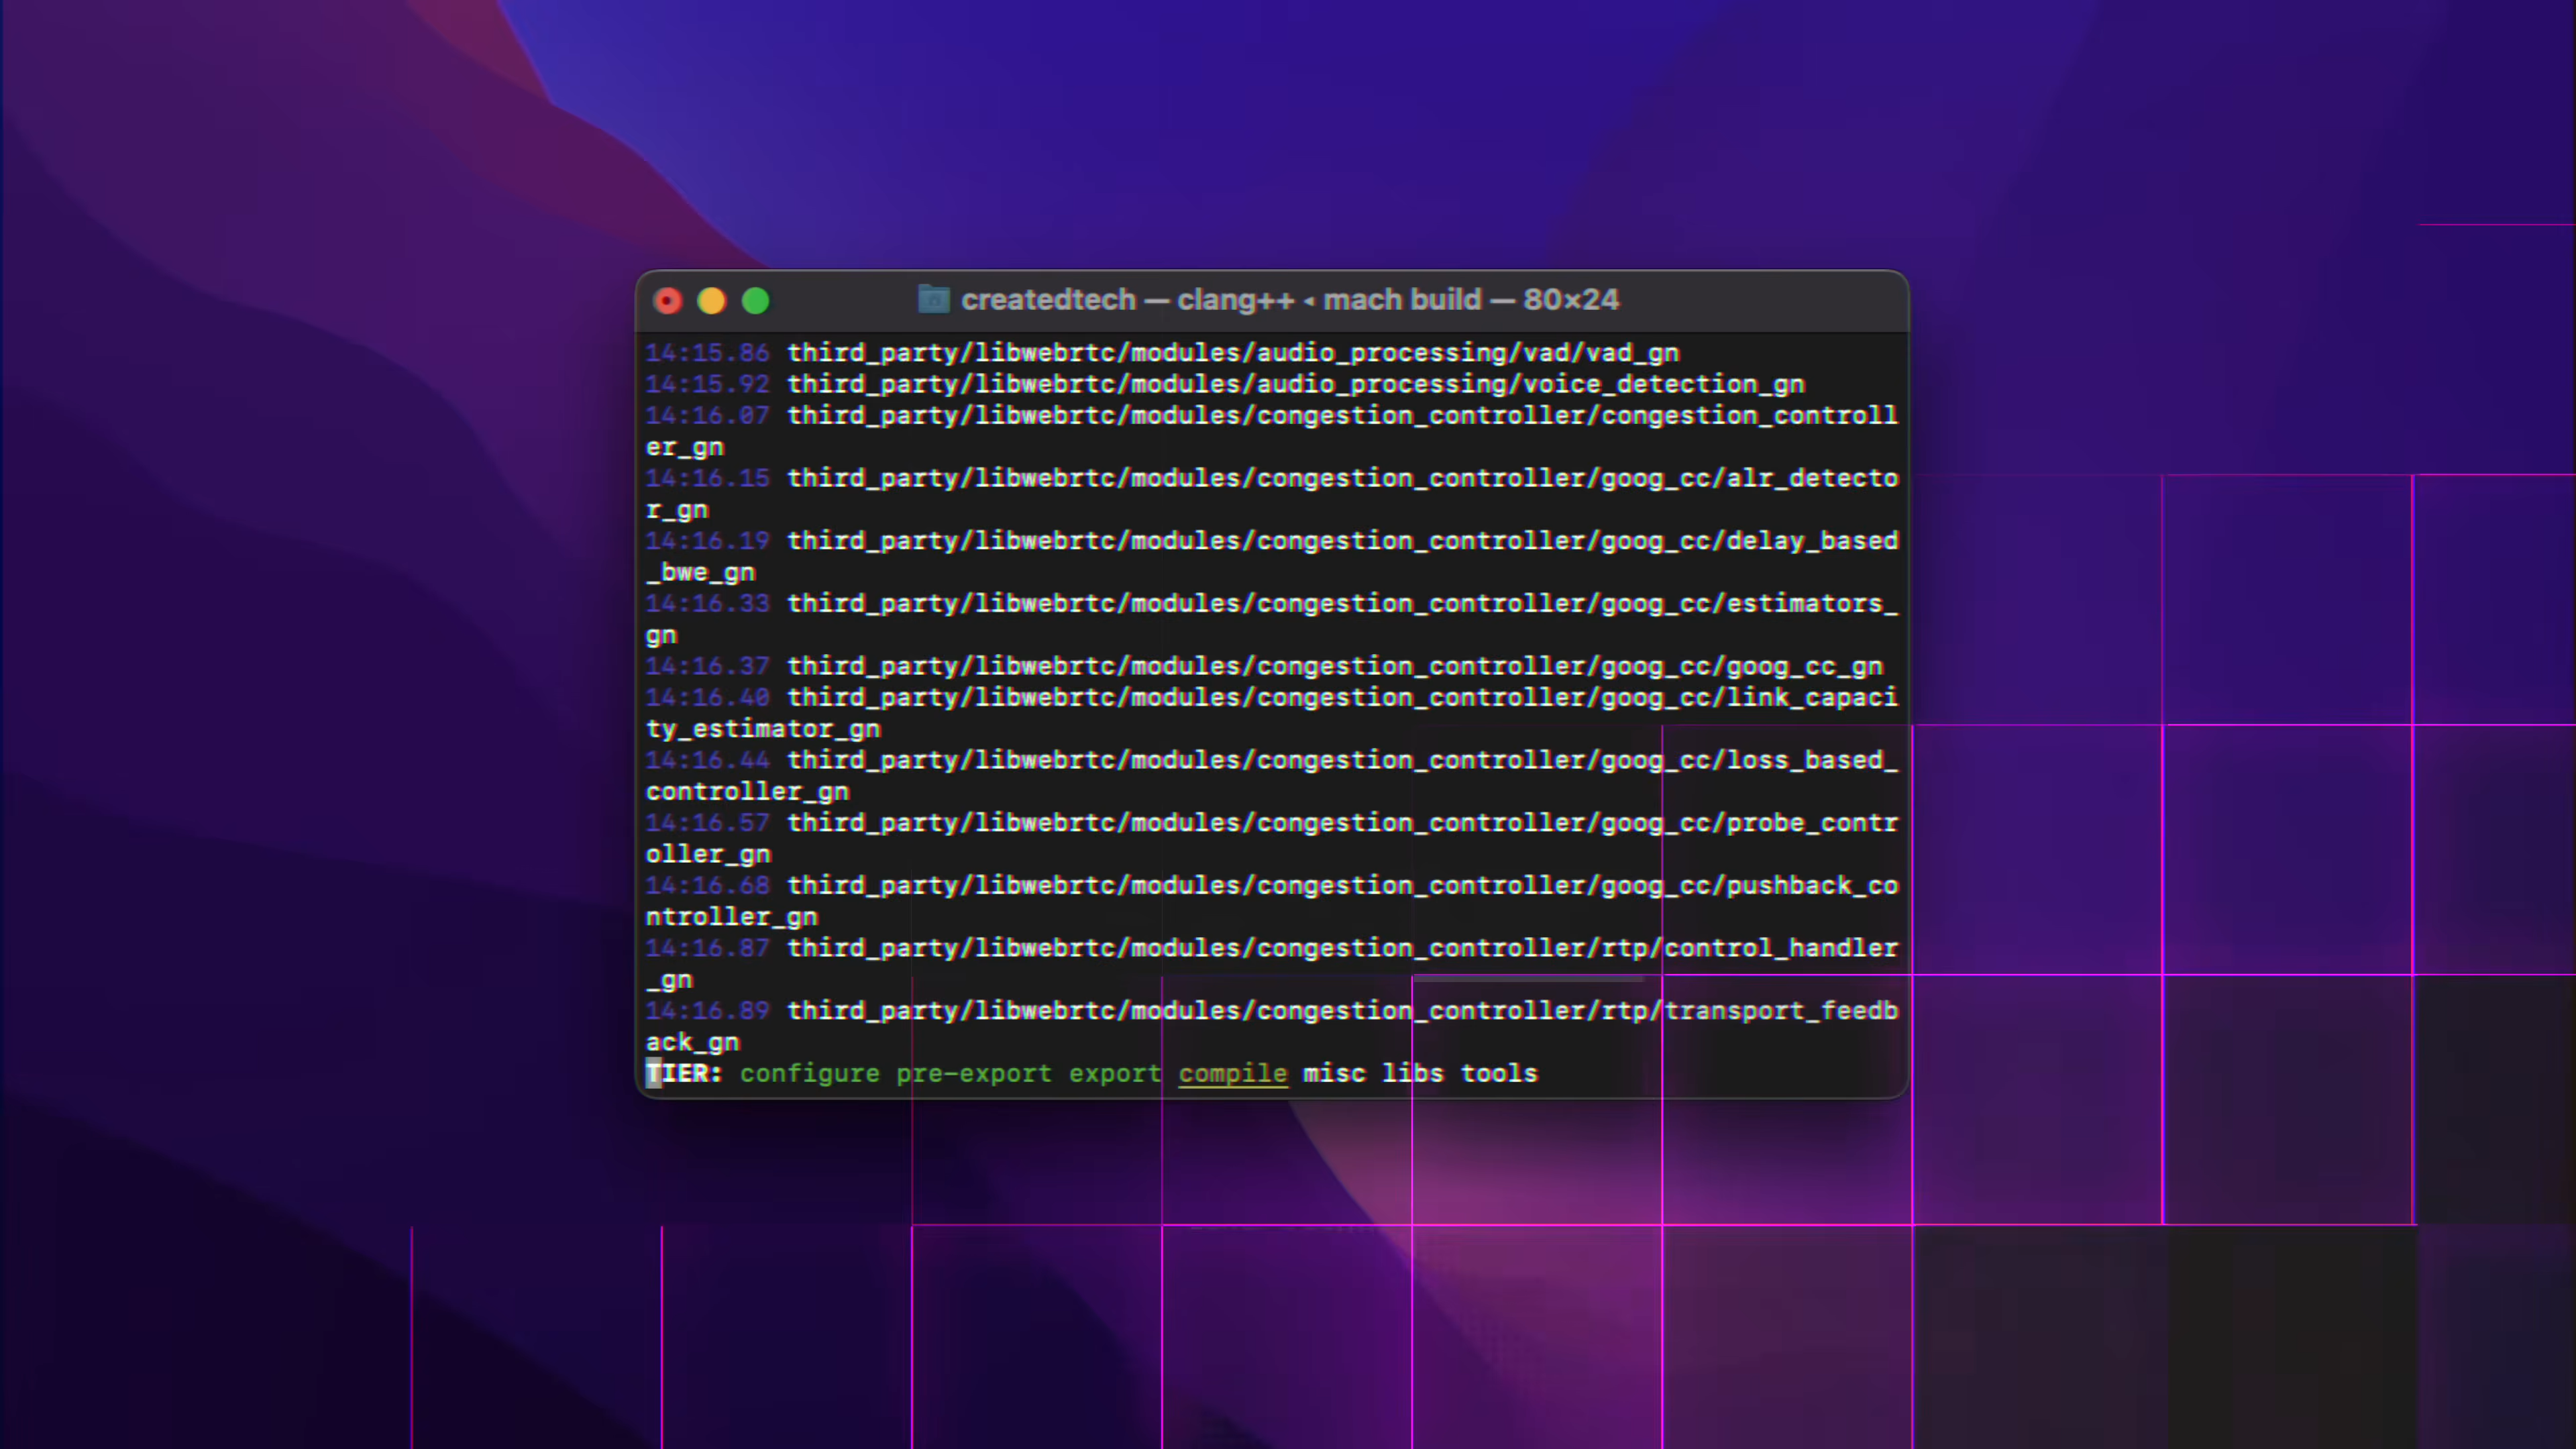 createdtech — clang++ ◂ mach build — 80×24
14:15.86 third_party/libwebrtc/modules/audio_processing/vad/vad_gn
14:15.92 third_party/libwebrtc/modules/audio_processing/voice_detection_gn
14:16.07 third_party/libwebrtc/modules/congestion_controller/congestion_controll
er_gn
14:16.15 third_party/libwebrtc/modules/congestion_controller/goog_cc/alr_detecto
r_gn
14:16.19 third_party/libwebrtc/modules/congestion_controller/goog_cc/delay_based
_bwe_gn
14:16.33 third_party/libwebrtc/modules/congestion_controller/goog_cc/estimators_
gn
14:16.37 third_party/libwebrtc/modules/congestion_controller/goog_cc/goog_cc_gn
14:16.40 third_party/libwebrtc/modules/congestion_controller/goog_cc/link_capaci
ty_estimator_gn
14:16.44 third_party/libwebrtc/modules/congestion_controller/goog_cc/loss_based_
controller_gn
14:16.57 third_party/libwebrtc/modules/congestion_controller/goog_cc/probe_contr
oller_gn
14:16.68 third_party/libwebrtc/modules/congestion_controller/goog_cc/pushback_co
ntroller_gn
14:16.87 third_party/libwebrtc/modules/congestion_controller/rtp/control_handler
_gn
14:16.89 third_party/libwebrtc/modules/congestion_controller/rtp/transport_feedb
ack_gn
TIER: configure pre-export export compile misc libs tools